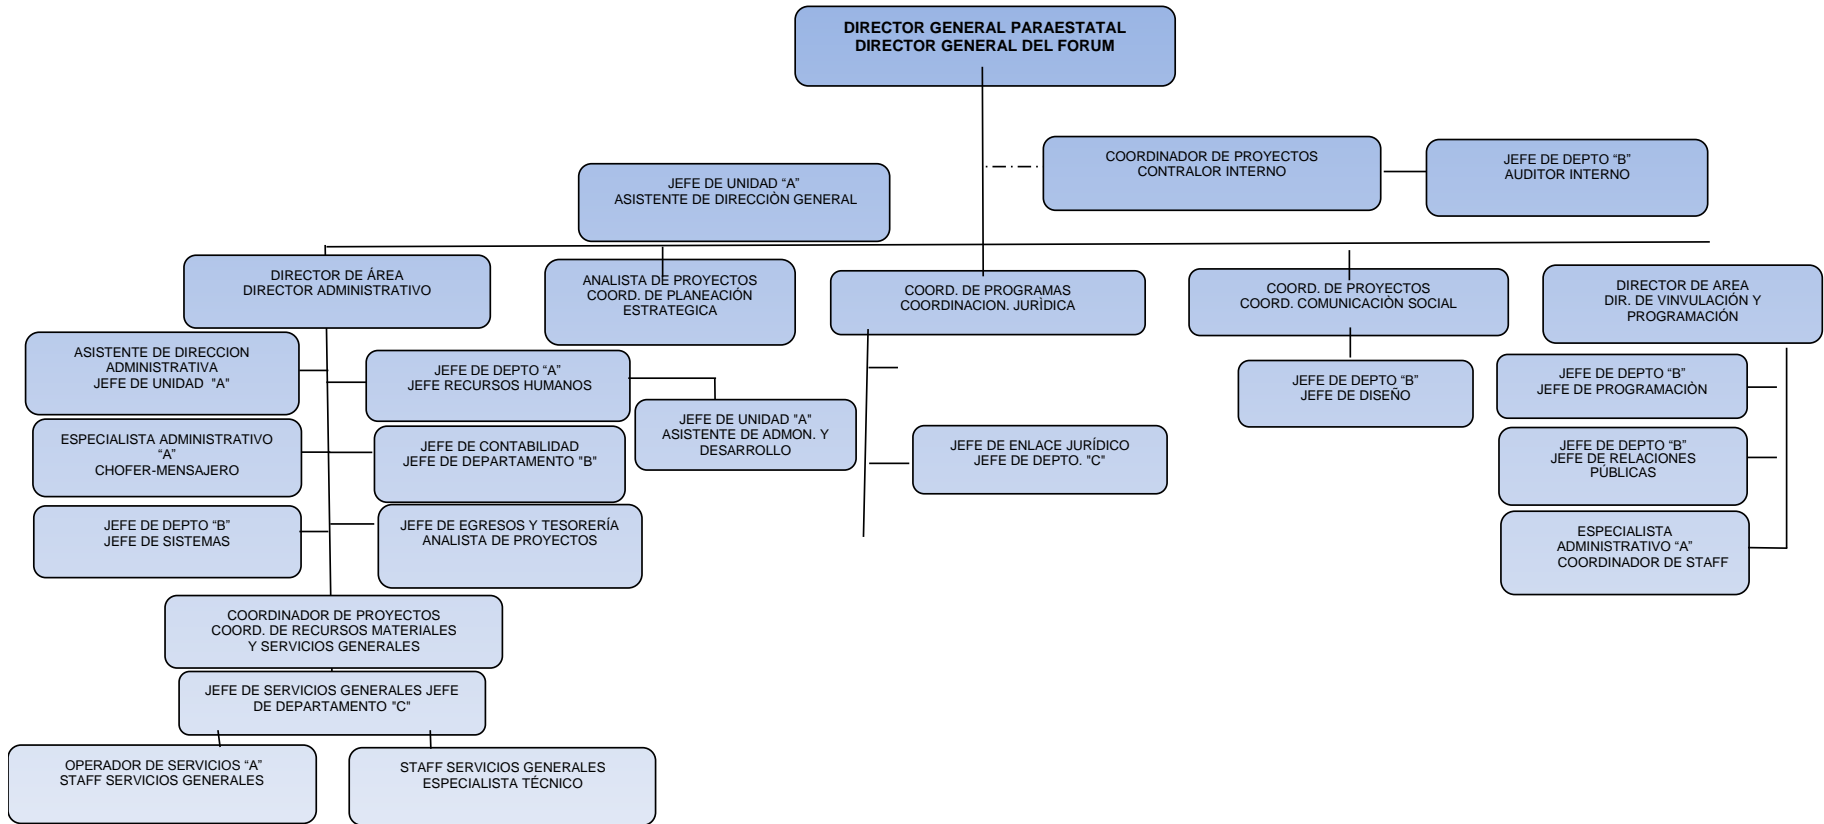 DIRECTOR GENERAL PARAESTATAL
DIRECTOR GENERAL DEL FORUM
COORDINADOR DE PROYECTOS
CONTRALOR INTERNO
JEFE DE DEPTO “B”
AUDITOR INTERNO
JEFE DE UNIDAD “A”
ASISTENTE DE DIRECCIÒN GENERAL
DIRECTOR DE ÁREA
DIRECTOR ADMINISTRATIVO
ANALISTA DE PROYECTOS
COORD. DE PLANEACIÓN
ESTRATEGICA
COORD. DE PROGRAMAS
COORDINACION. JURÌDICA
COORD. DE PROYECTOS
COORD. COMUNICACIÒN SOCIAL
DIRECTOR DE AREA
DIR. DE VINVULACIÓN Y
PROGRAMACIÓN
ASISTENTE DE DIRECCION
ADMINISTRATIVA
JEFE DE UNIDAD "A"
JEFE DE DEPTO “A”
JEFE RECURSOS HUMANOS
JEFE DE UNIDAD "A"
ASISTENTE DE ADMON. Y
DESARROLLO
JEFE DE DEPTO “B”
JEFE DE DISEÑO
JEFE DE DEPTO “B”
JEFE DE PROGRAMACIÒN
ESPECIALISTA ADMINISTRATIVO
“A”
CHOFER-MENSAJERO
JEFE DE CONTABILIDAD
JEFE DE DEPARTAMENTO "B"
JEFE DE ENLACE JURÍDICO
JEFE DE DEPTO. "C"
JEFE DE DEPTO “B”
JEFE DE RELACIONES
PÚBLICAS
JEFE DE DEPTO “B”
JEFE DE SISTEMAS
JEFE DE EGRESOS Y TESORERÍA
ANALISTA DE PROYECTOS
ESPECIALISTA
ADMINISTRATIVO “A”
COORDINADOR DE STAFF
COORDINADOR DE PROYECTOS
COORD. DE RECURSOS MATERIALES
Y SERVICIOS GENERALES
JEFE DE SERVICIOS GENERALES JEFE
DE DEPARTAMENTO "C"
OPERADOR DE SERVICIOS “A”
STAFF SERVICIOS GENERALES
STAFF SERVICIOS GENERALES
ESPECIALISTA TÉCNICO